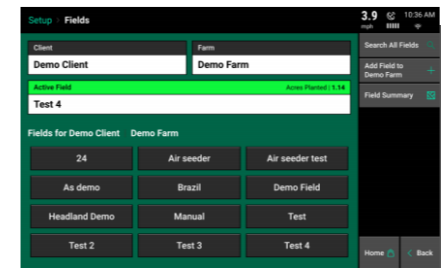 Setup > Fields
3.9 mph
10:36 AM
Client
Farm
Demo Client
Demo Farm
Active Field
Acres Planted | 1.14
Test 4
Fields for Demo Client Demo Farm
24
Air seeder
Air seeder test
As demo
Brazil
Demo Field
Headland Demo
Manual
Test
Test 2
Test 3
Test 4
Search All Fields
Add Field to
Demo Farm
Field Summary
Home
< Back